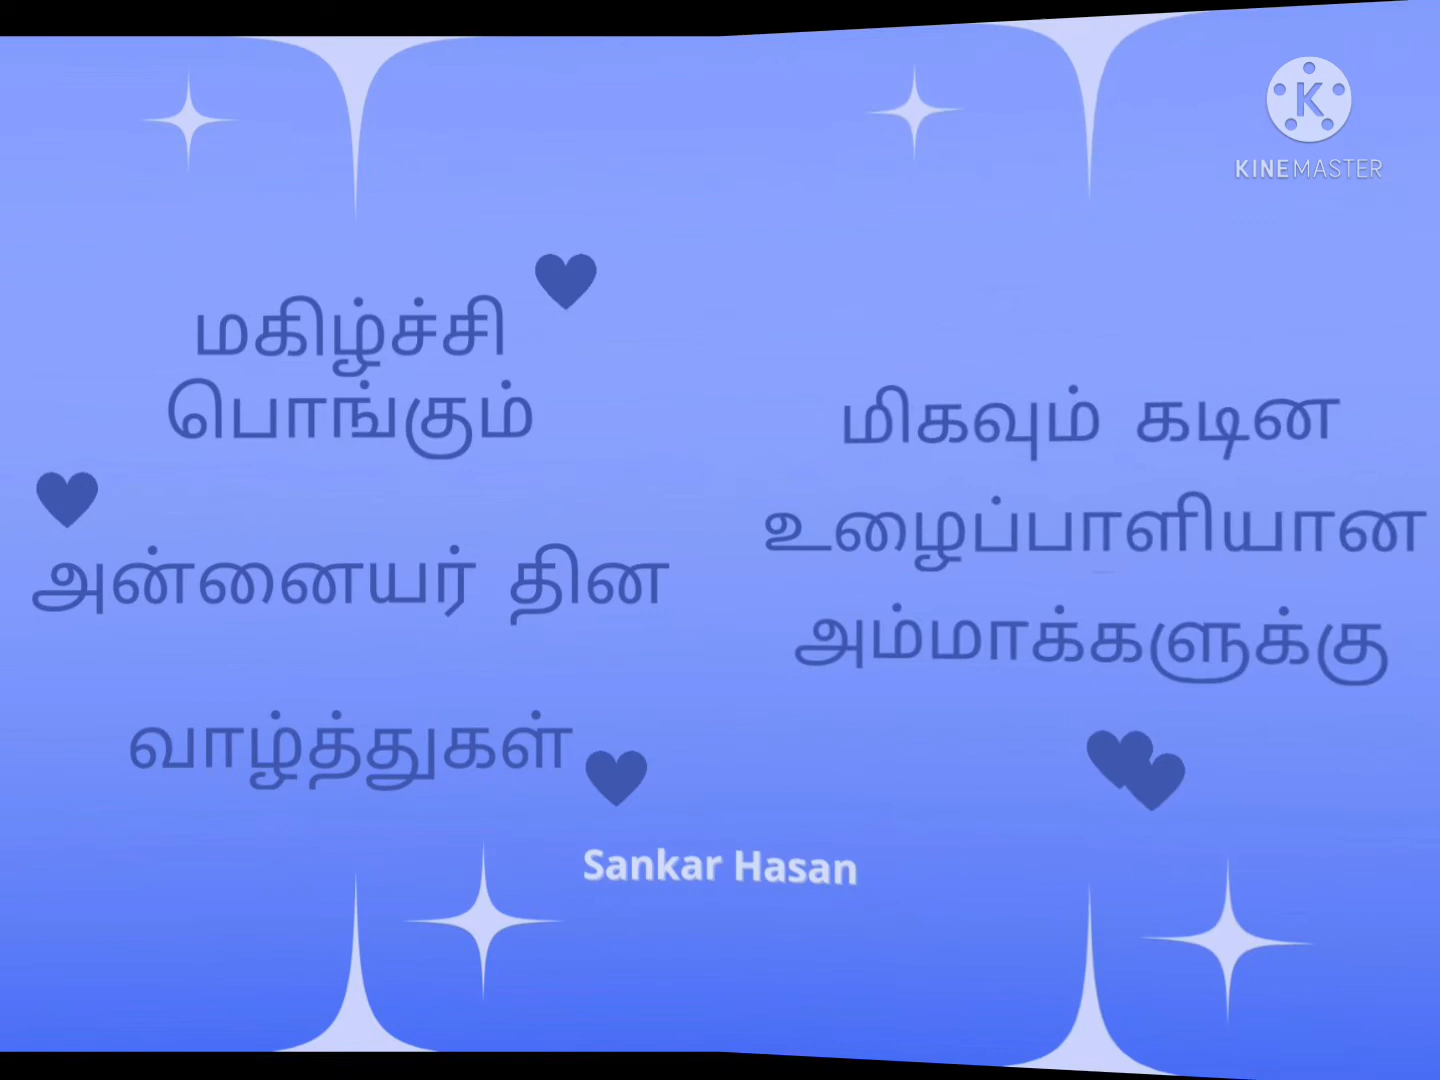 KINEMASTER
மகிழ்ச்சி
பொங்கும்
அன்னையர் தின
வாழ்த்துகள்
மிகவும் கடின
உழைப்பாளியான
அம்மாக்களுக்கு
Sankar Hasan